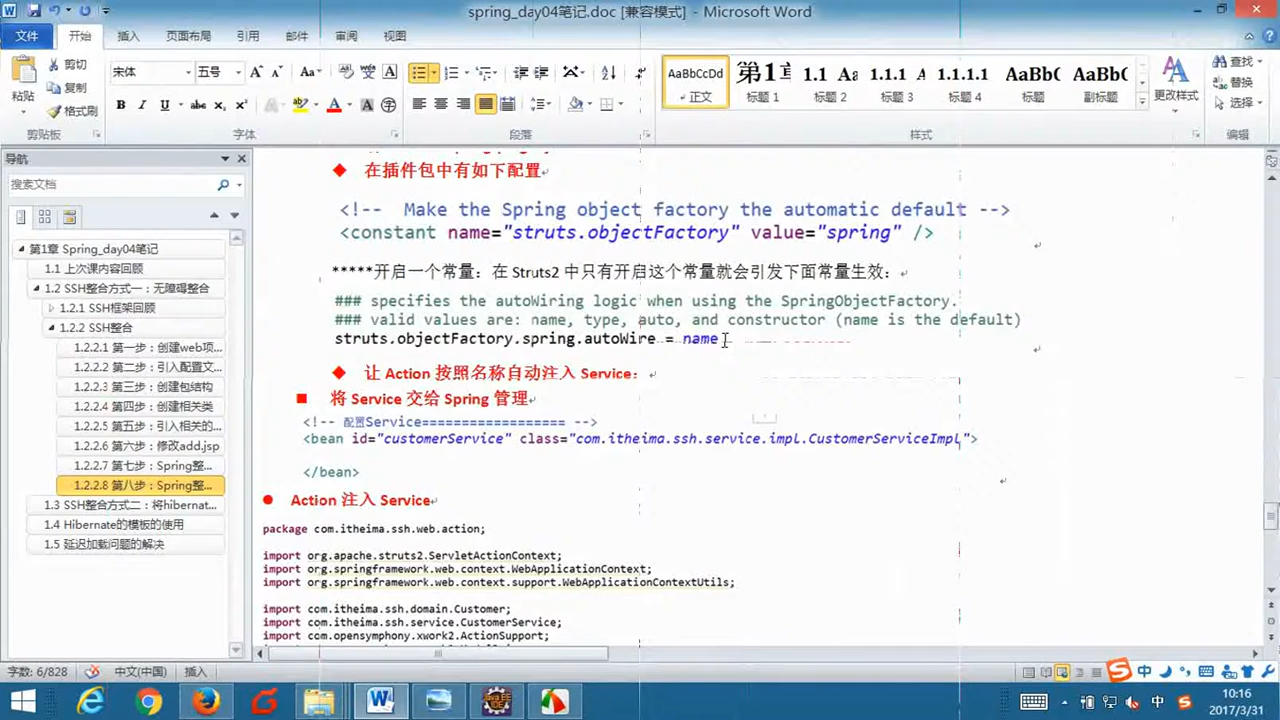 spring_day04笔记.doc [兼容模式] - Microsoft Word
文件 开始 插入 页面布局 引用 邮件 审阅 视图
粘贴 剪切 复制 格式刷
宋体 五号
AaBbCcDd 第1章 1.1 Aa 1.1.1 A 1.1.1.1 AaBb( AaBb(
正文 标题 1 标题 2 标题 3 标题 4 标题 副标题
更改样式
查找 替换 选择
剪贴板 字体 段落 样式 编辑
导航
搜索文档
第1章 Spring_day04笔记
1.1 上次课内容回顾
1.2 SSH整合方式一：无障碍整合
1.2.1 SSH框架回顾
1.2.2 SSH整合
1.2.2.1 第一步：创建web项...
1.2.2.2 第二步：引入配置文...
1.2.2.3 第三步：创建包结构
1.2.2.4 第四步：创建相关类
1.2.2.5 第五步：引入相关的...
1.2.2.6 第六步：修改add.jsp
1.2.2.7 第七步：Spring整...
1.2.2.8 第八步：Spring整...
1.3 SSH整合方式二：将hibernat...
1.4 Hibernate的模板的使用
1.5 延迟加载问题的解决
在插件包中有如下配置
<!--  Make the Spring object factory the automatic default -->
<constant name="struts.objectFactory" value="spring" />
*****开启一个常量：在 Struts2 中只有开启这个常量就会引发下面常量生效：
### specifies the autoWiring logic when using the SpringObjectFactory.
### valid values are: name, type, auto, and constructor (name is the default)
struts.objectFactory.spring.autoWire = name
让 Action 按照名称自动注入 Service：
将 Service 交给 Spring 管理
<!-- 配置Service================== -->
<bean id="customerService" class="com.itheima.ssh.service.impl.CustomerServiceImpl">
</bean>
Action 注入 Service
package com.itheima.ssh.web.action;
import org.apache.struts2.ServletActionContext;
import org.springframework.web.context.WebApplicationContext;
import org.springframework.web.context.support.WebApplicationContextUtils;
import com.itheima.ssh.domain.Customer;
import com.itheima.ssh.service.CustomerService;
import com.opensymphony.xwork2.ActionSupport;
字数: 6/828 中文(中国) 插入
中
中 10:16
2017/3/31